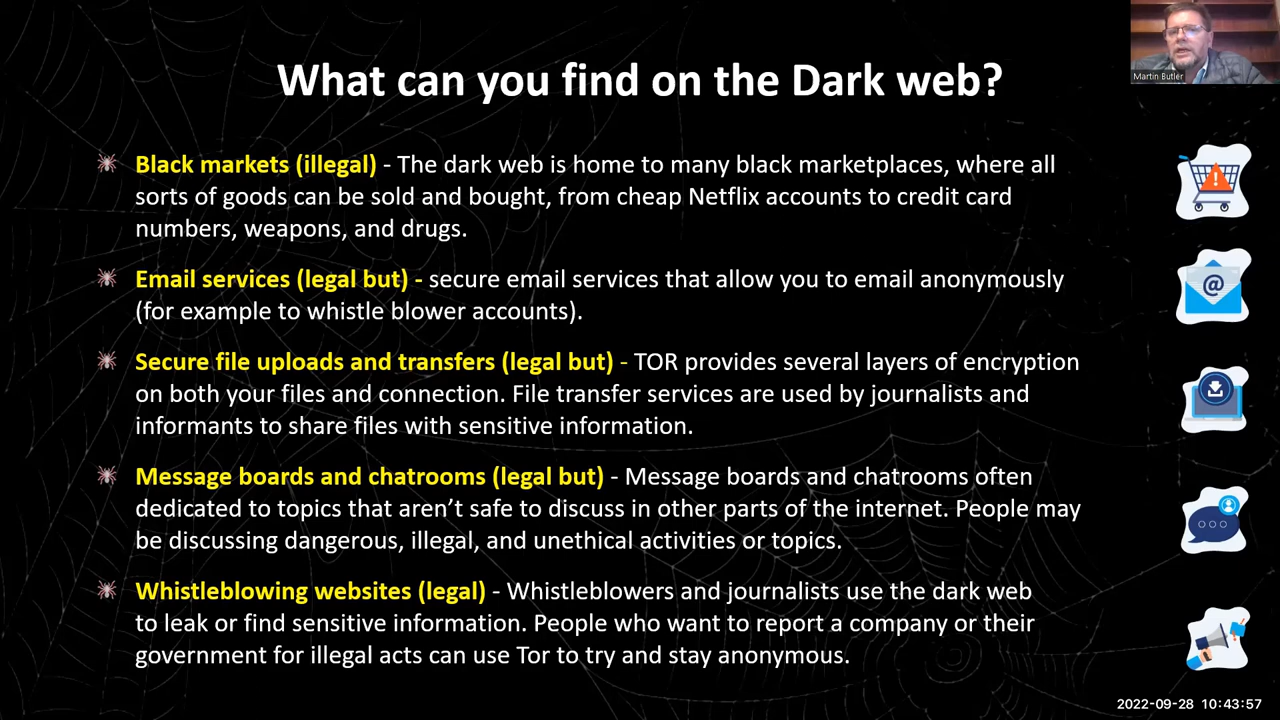 What can you find on the Dark web?
Martin Butler
Black markets (illegal) - The dark web is home to many black marketplaces, where all
sorts of goods can be sold and bought, from cheap Netflix accounts to credit card
numbers, weapons, and drugs.
Email services (legal but) - secure email services that allow you to email anonymously
(for example to whistle blower accounts).
Secure file uploads and transfers (legal but) - TOR provides several layers of encryption
on both your files and connection. File transfer services are used by journalists and
informants to share files with sensitive information.
Message boards and chatrooms (legal but) - Message boards and chatrooms often
dedicated to topics that aren’t safe to discuss in other parts of the internet. People may
be discussing dangerous, illegal, and unethical activities or topics.
Whistleblowing websites (legal) - Whistleblowers and journalists use the dark web
to leak or find sensitive information. People who want to report a company or their
government for illegal acts can use Tor to try and stay anonymous.
2022-09-28 10:43:57